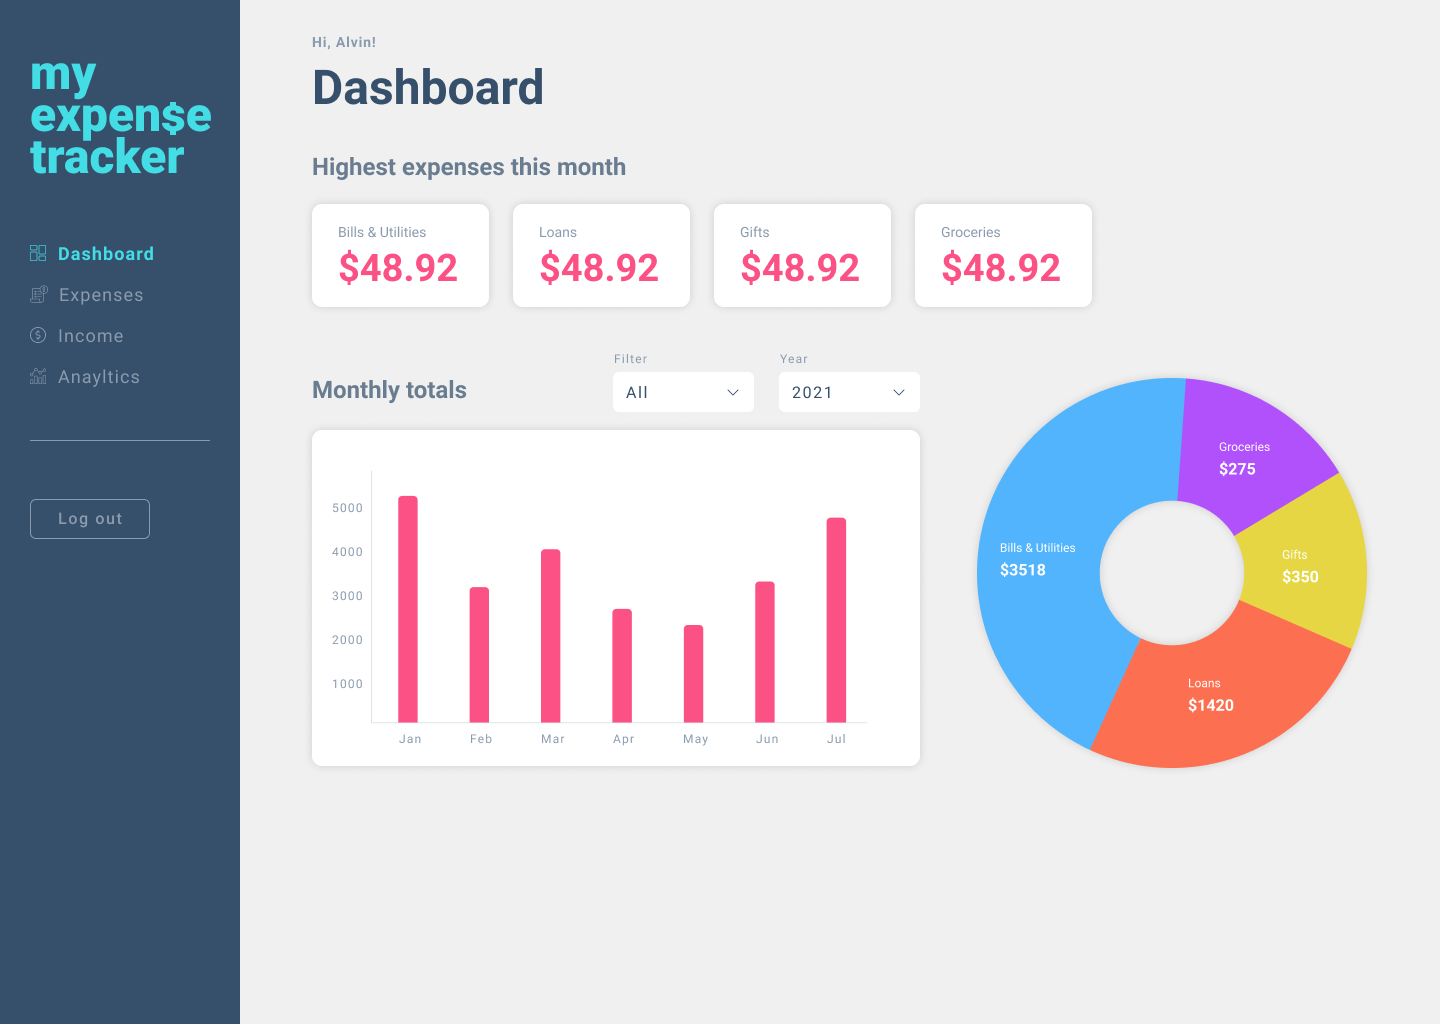 my
expen$e
tracker
Dashboard
Expenses
Income
Anayltics
Log out
Hi, Alvin!
Dashboard
Highest expenses this month
Bills & Utilities
$48.92
Loans
$48.92
Gifts
$48.92
Groceries
$48.92
Monthly totals
Filter
All
Year
2021
5000
4000
3000
2000
1000
Jan Feb Mar Apr May Jun Jul
Groceries
$275
Bills & Utilities
$3518
Gifts
$350
Loans
$1420